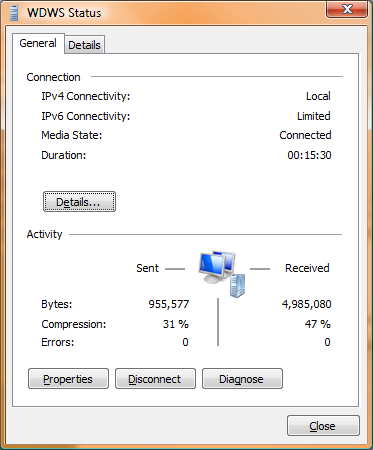 WDWS Status
General Details
Connection
IPv4 Connectivity: Local
IPv6 Connectivity: Limited
Media State: Connected
Duration: 00:15:30
Details...
Activity
Sent Received
Bytes: 955,577 4,985,080
Compression: 31 % 47 %
Errors: 0 0
Properties Disconnect Diagnose
Close